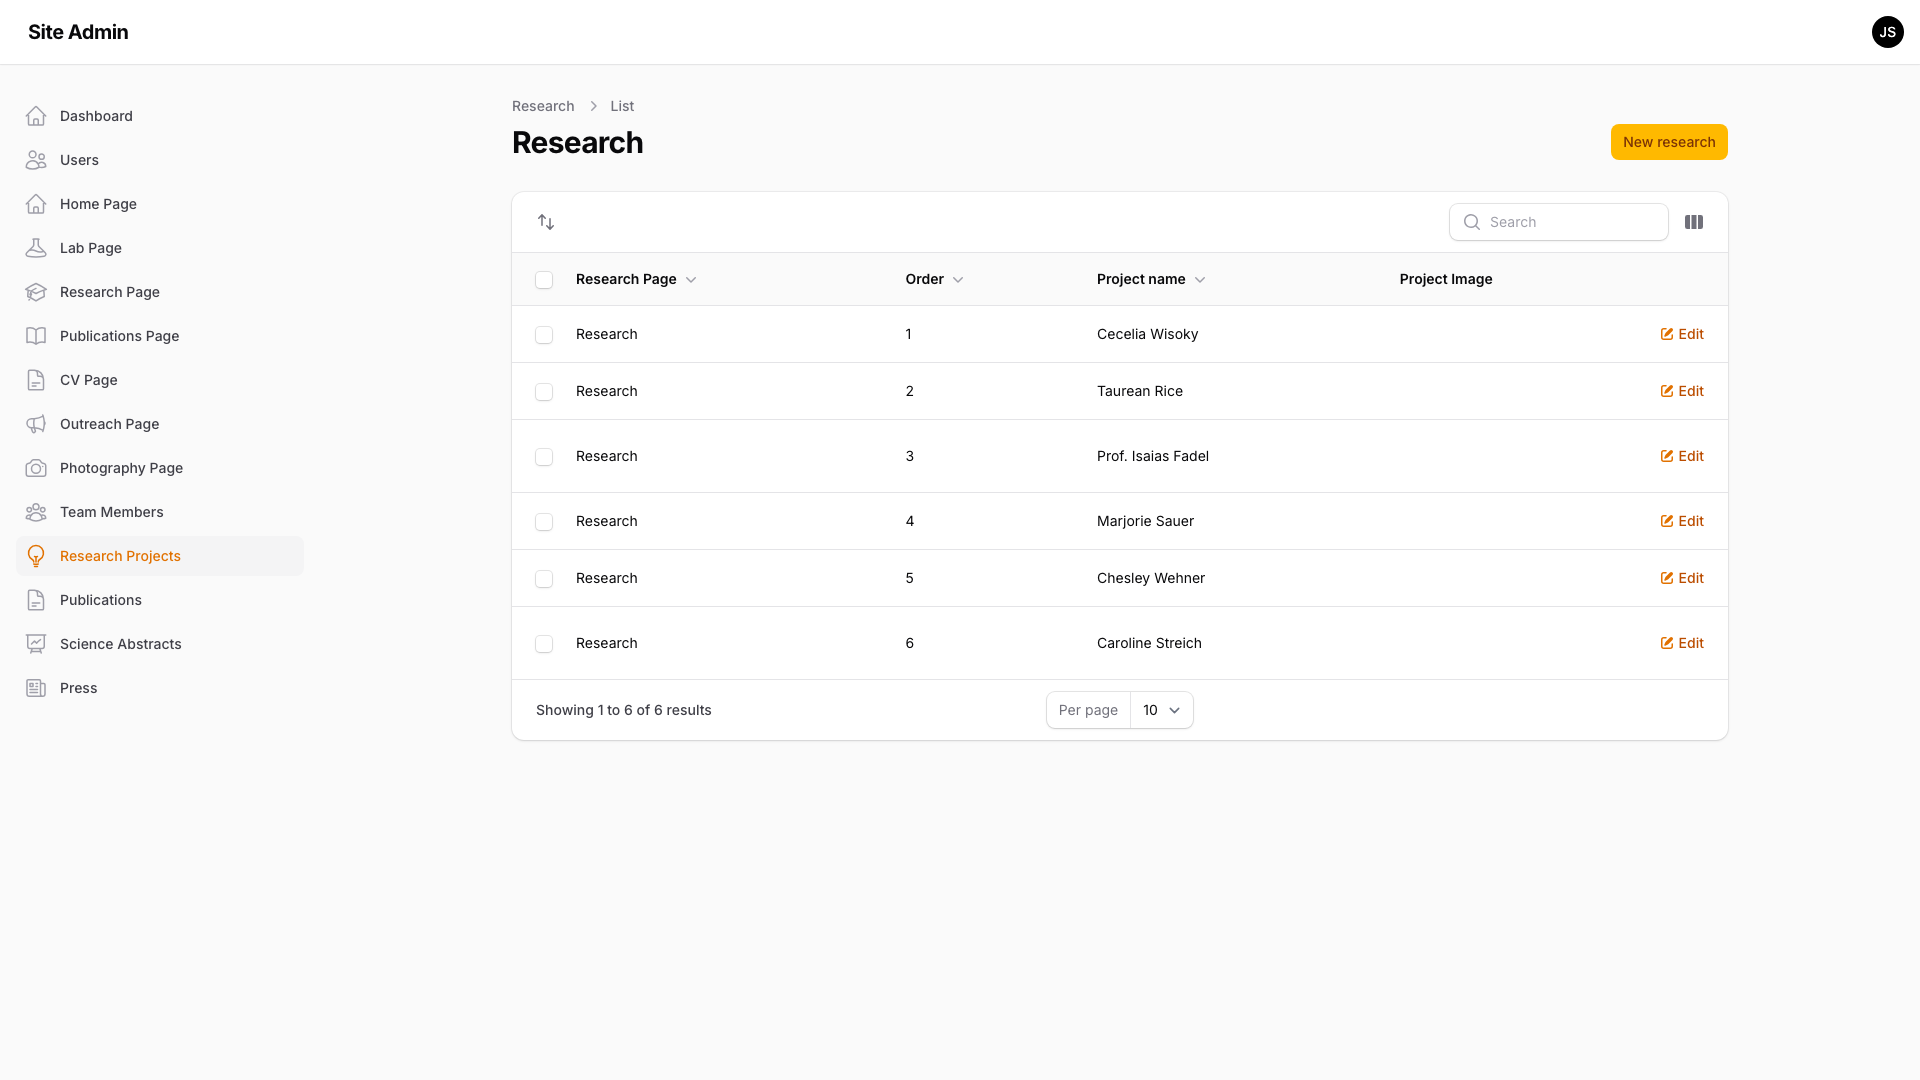 Site Admin
JS
Dashboard
Users
Home Page
Lab Page
Research Page
Publications Page
CV Page
Outreach Page
Photography Page
Team Members
Research Projects
Publications
Science Abstracts
Press
Research > List
Research
New research
Search
Research Page Order Project name Project Image
Research 1 Cecelia Wisoky Edit
Research 2 Taurean Rice Edit
Research 3 Prof. Isaias Fadel Edit
Research 4 Marjorie Sauer Edit
Research 5 Chesley Wehner Edit
Research 6 Caroline Streich Edit
Showing 1 to 6 of 6 results Per page 10